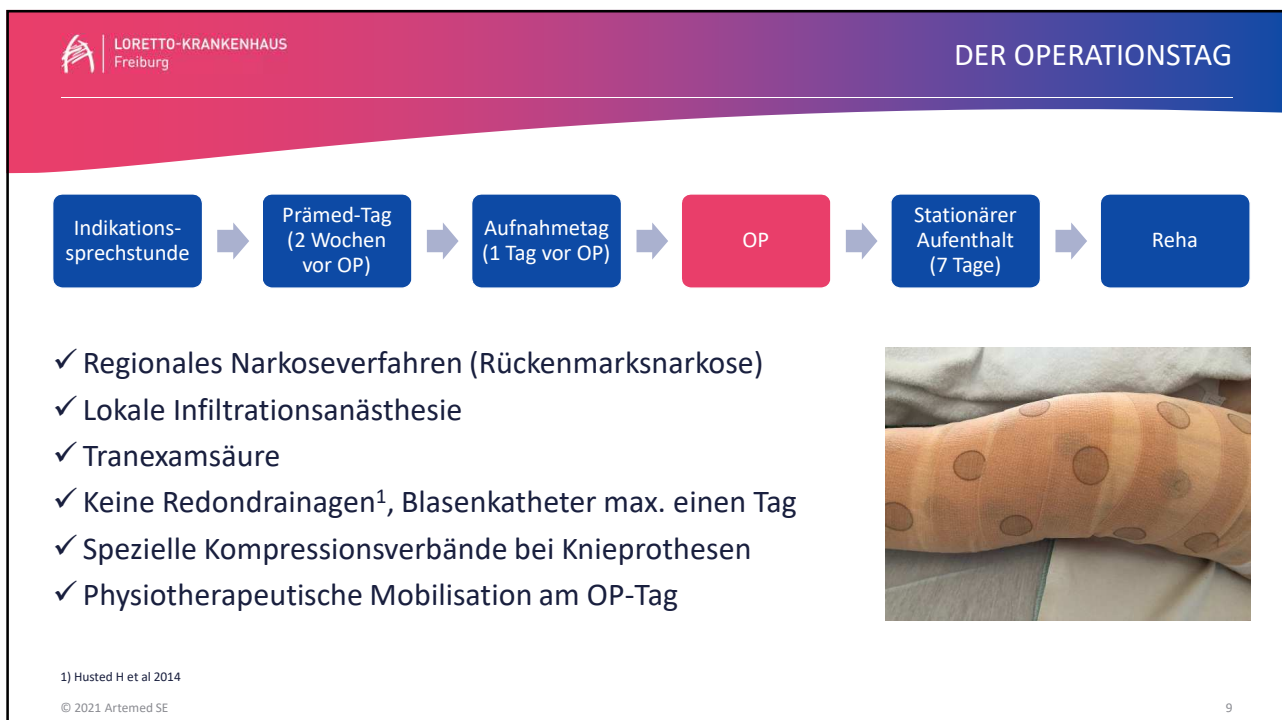 LORETTO-KRANKENHAUS
Freiburg
DER OPERATIONSTAG
Indikations-
sprechstunde
Prämed-Tag
(2 Wochen
vor OP)
Aufnahmetag
(1 Tag vor OP)
OP
Stationärer
Aufenthalt
(7 Tage)
Reha
✓ Regionales Narkoseverfahren (Rückenmarksnarkose)
✓ Lokale Infiltrationsanästhesie
✓ Tranexamsäure
✓ Keine Redondrainagen¹, Blasenkatheter max. einen Tag
✓ Spezielle Kompressionsverbände bei Knieprothesen
✓ Physiotherapeutische Mobilisation am OP-Tag
1) Husted H et al 2014
© 2021 Artemed SE
9